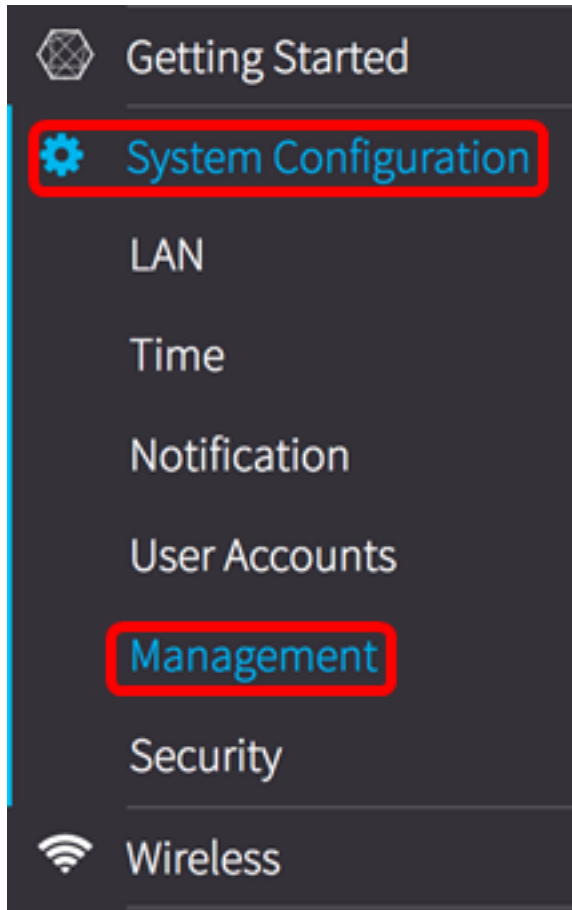 Getting Started
System Configuration
LAN
Time
Notification
User Accounts
Management
Security
Wireless